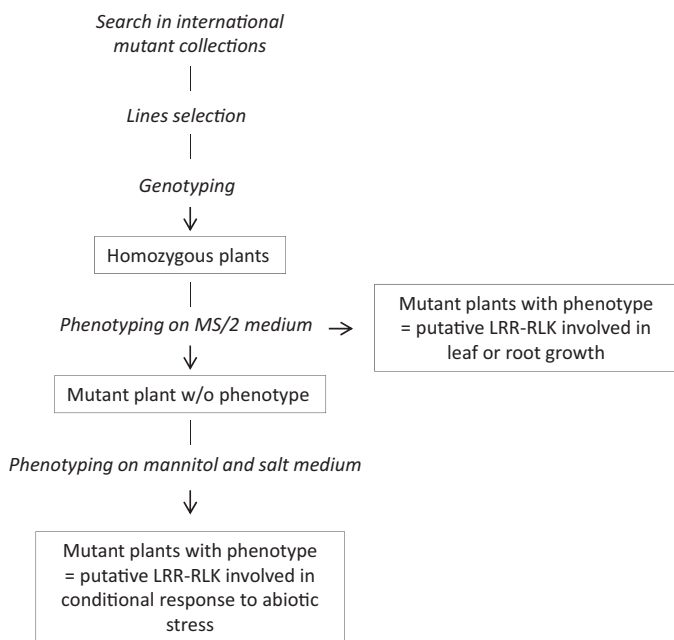 Search in international
mutant collections
Lines selection
Genotyping
Homozygous plants
Phenotyping on MS/2 medium
Mutant plants with phenotype
= putative LRR-RLK involved in
leaf or root growth
Mutant plant w/o phenotype
Phenotyping on mannitol and salt medium
Mutant plants with phenotype
= putative LRR-RLK involved in
conditional response to abiotic
stress